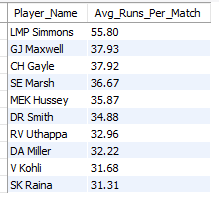 Player_Name Avg_Runs_Per_Match
LMP Simmons 55.80
GJ Maxwell 37.93
CH Gayle 37.92
SE Marsh 36.67
MEK Hussey 35.87
DR Smith 34.88
RV Uthappa 32.96
DA Miller 32.22
V Kohli 31.68
SK Raina 31.31